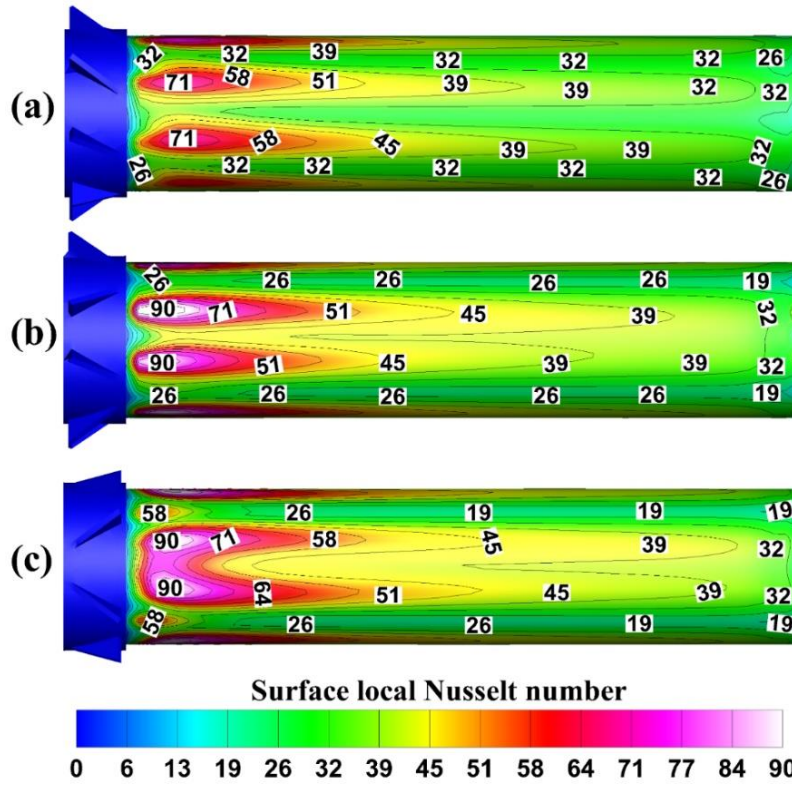 32 32 39 32 32 32 26
71 58 51 39 39 32 32
(a)
71 58 45 39 39 32
26 32 32 32 32 32 26
26 26 26 26 26 19
90 71 51 45 39 32
(b)
90 51 45 39 39 32
26 26 26 26 26 19
58 26 19 19 19
90 71 58 45 39 32
(c)
90 64 51 45 39 32
58 26 26 19 19
Surface local Nusselt number
0 6 13 19 26 32 39 45 51 58 64 71 77 84 90